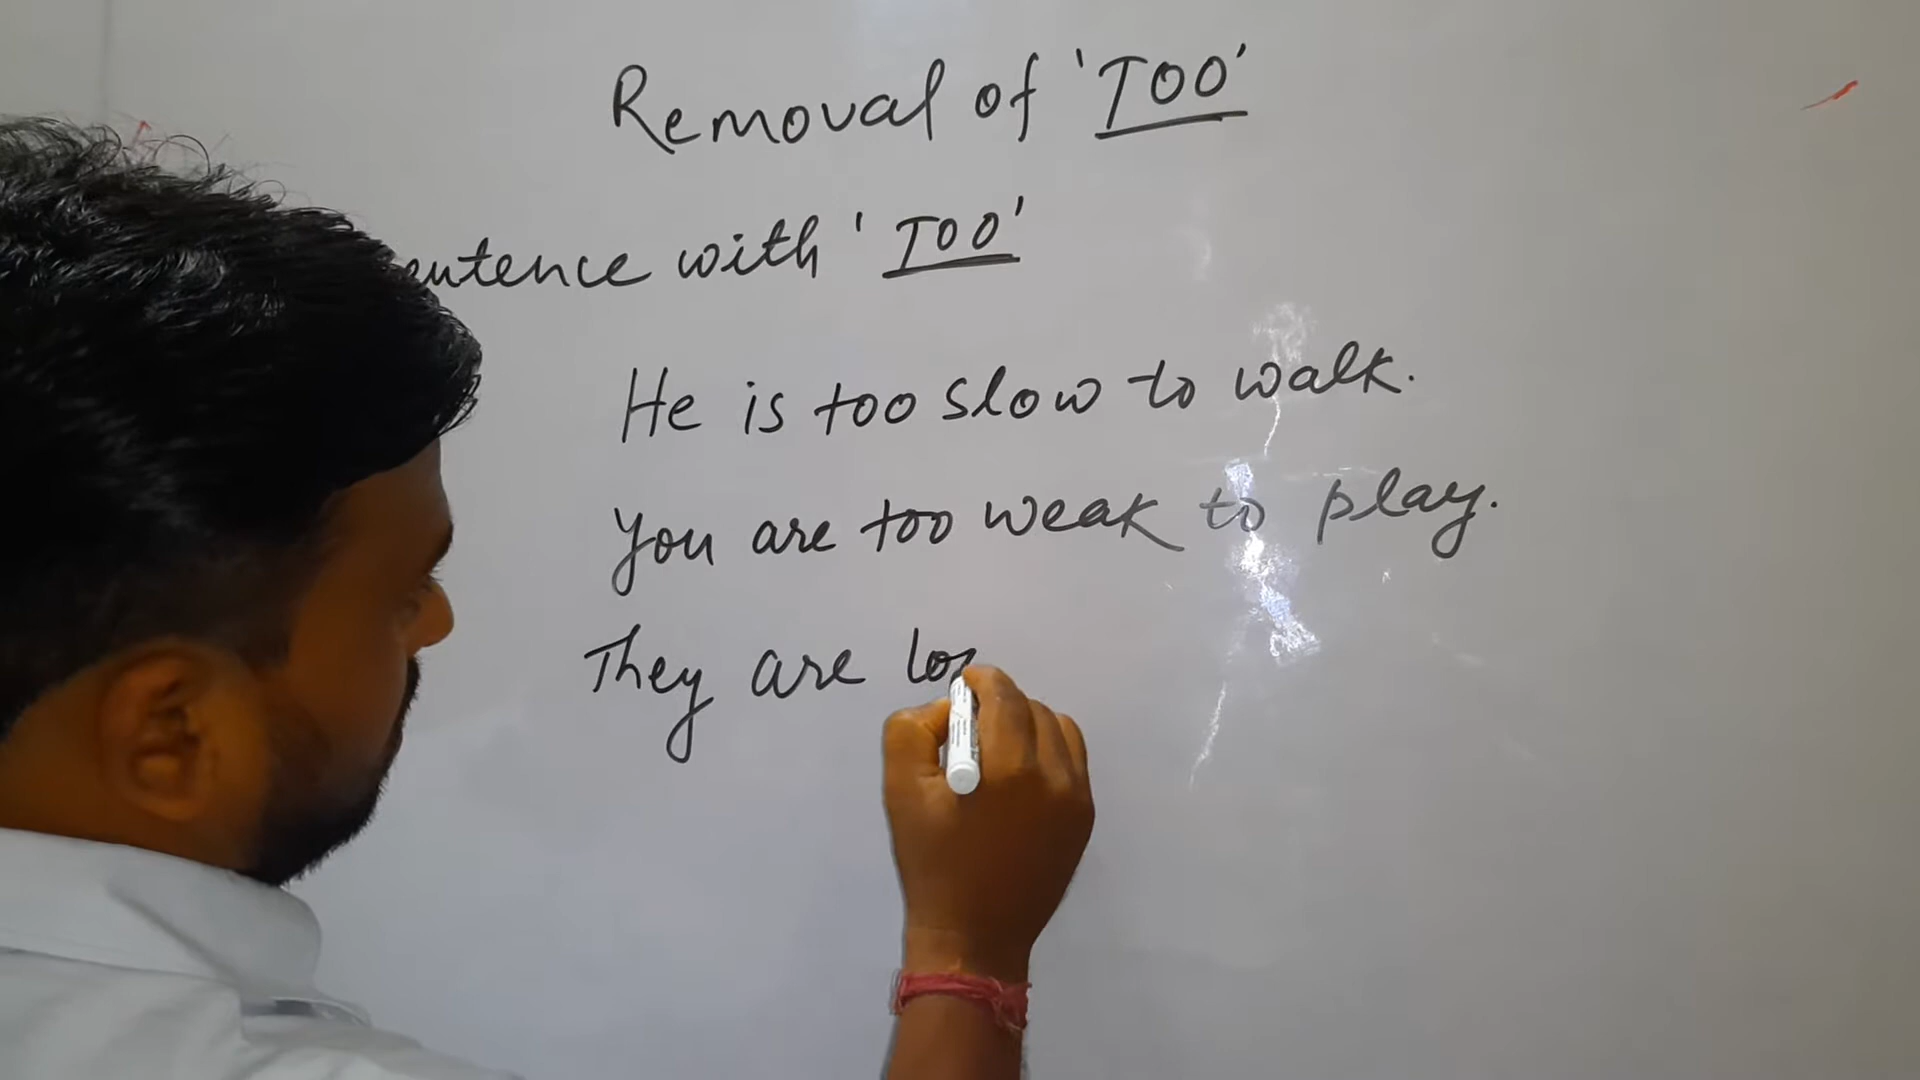 Removal of 'TOO'
entence with 'TOO'
He is too slow to walk.
You are too weak to play.
They are